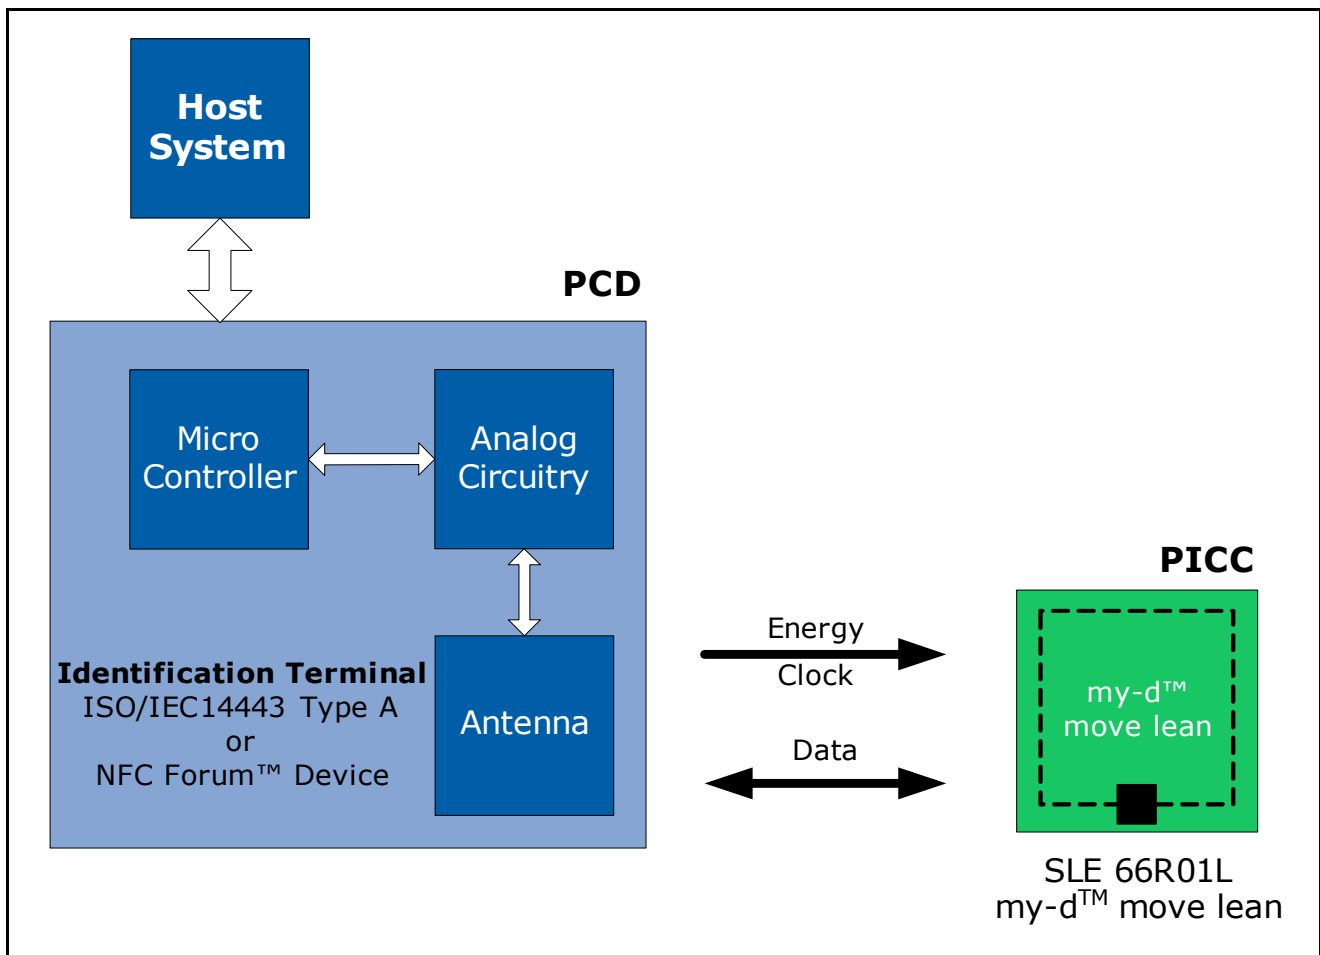 Host
System
PCD
Micro
Controller
Analog
Circuitry
Identification Terminal
ISO/IEC14443 Type A
or
NFC Forum™ Device
Antenna
Energy
Clock
Data
PICC
my-d™
move lean
SLE 66R01L
my-d™ move lean